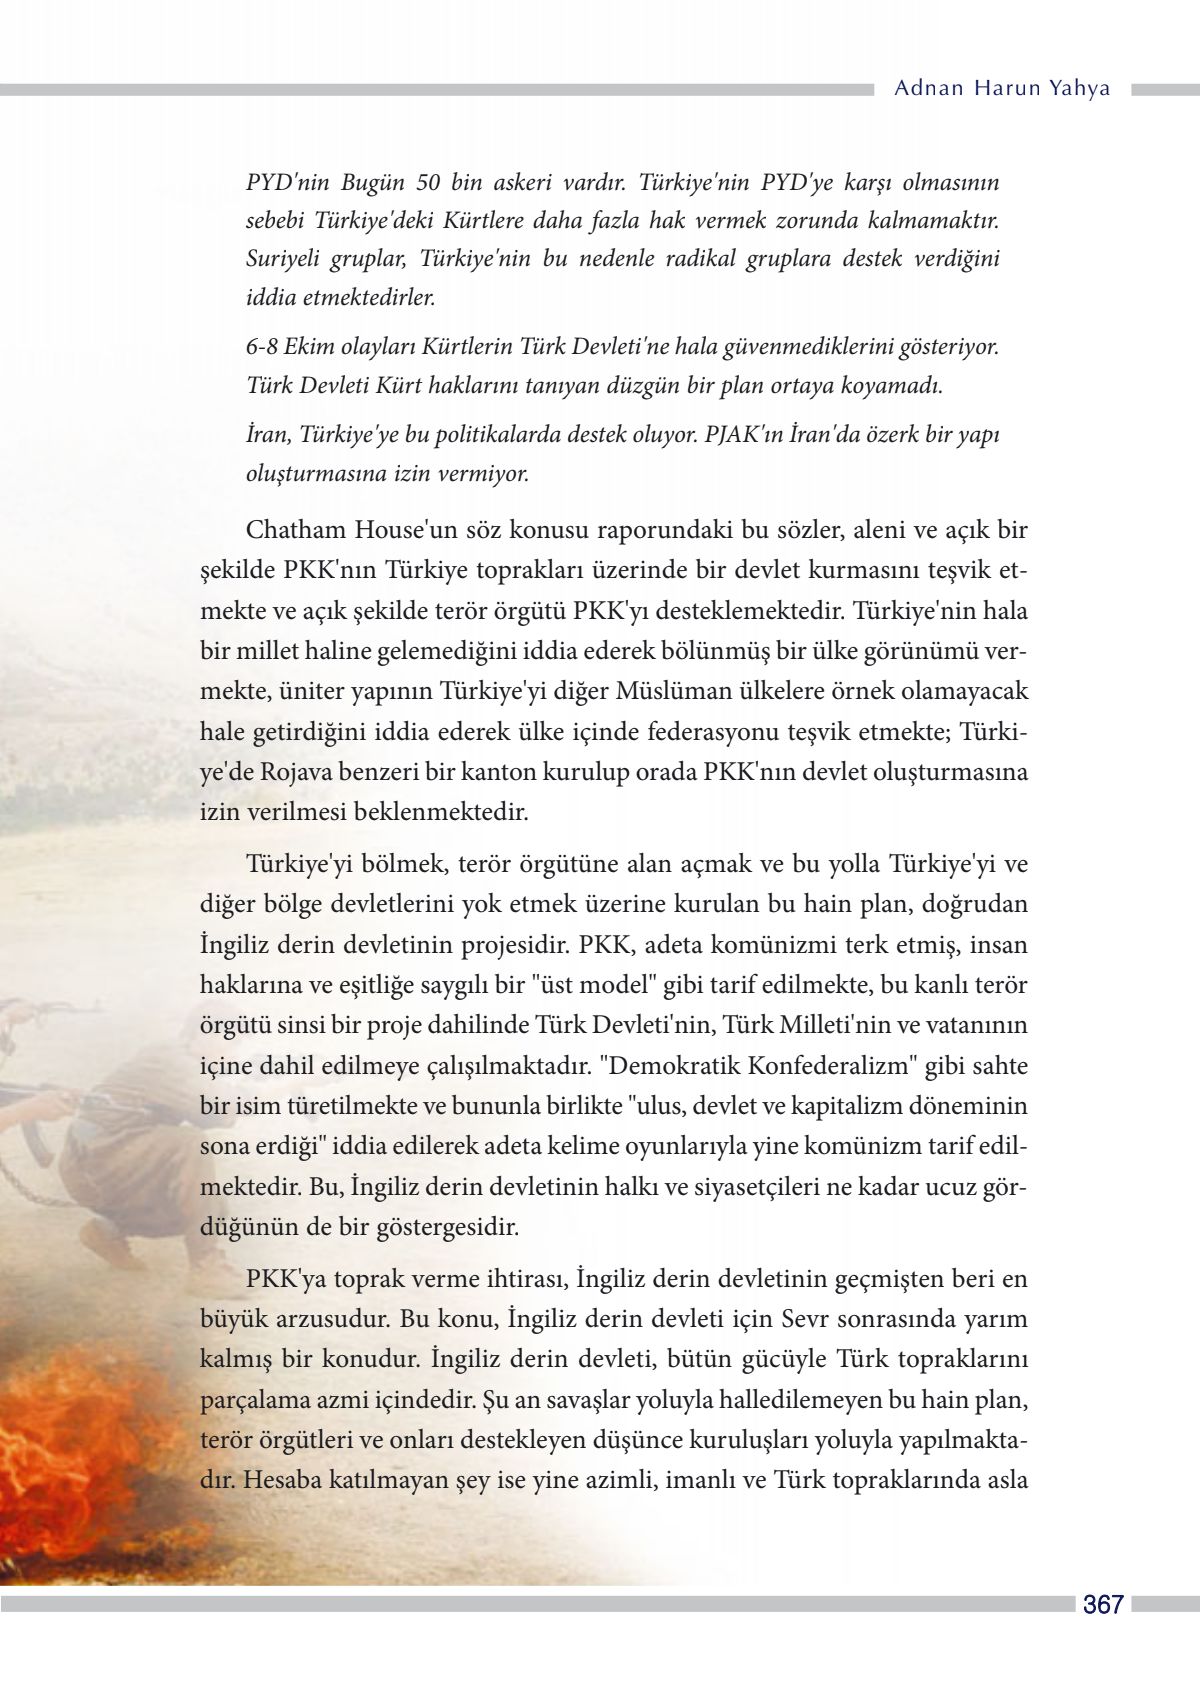 Adnan Harun Yahya
PYD'nin Bugün 50 bin askeri vardır. Türkiye'nin PYD'ye karşı olmasının
sebebi Türkiye'deki Kürtlere daha fazla hak vermek zorunda kalmamaktır.
Suriyeli gruplar, Türkiye'nin bu nedenle radikal gruplara destek verdiğini
iddia etmektedirler.
6-8 Ekim olayları Kürtlerin Türk Devleti'ne hala güvenmediklerini gösteriyor.
Türk Devleti Kürt haklarını tanıyan düzgün bir plan ortaya koyamadı.
İran, Türkiye'ye bu politikalarda destek oluyor. PJAK'ın İran'da özerk bir yapı
oluşturmasına izin vermiyor.
Chatham House'un söz konusu raporundaki bu sözler, aleni ve açık bir
şekilde PKK'nın Türkiye toprakları üzerinde bir devlet kurmasını teşvik et-
mekte ve açık şekilde terör örgütü PKK'yı desteklemektedir. Türkiye'nin hala
bir millet haline gelemediğini iddia ederek bölünmüş bir ülke görünümü ver-
mekte, üniter yapının Türkiye'yi diğer Müslüman ülkelere örnek olamayacak
hale getirdiğini iddia ederek ülke içinde federasyonu teşvik etmekte; Türki-
ye'de Rojava benzeri bir kanton kurulup orada PKK'nın devlet oluşturmasına
izin verilmesi beklenmektedir.
Türkiye'yi bölmek, terör örgütüne alan açmak ve bu yolla Türkiye'yi ve
diğer bölge devletlerini yok etmek üzerine kurulan bu hain plan, doğrudan
İngiliz derin devletinin projesidir. PKK, adeta komünizmi terk etmiş, insan
haklarına ve eşitliğe saygılı bir "üst model" gibi tarif edilmekte, bu kanlı terör
örgütü sinsi bir proje dahilinde Türk Devleti'nin, Türk Milleti'nin ve vatanının
içine dahil edilmeye çalışılmaktadır. "Demokratik Konfederalizm" gibi sahte
bir isim türetilmekte ve bununla birlikte "ulus, devlet ve kapitalizm döneminin
sona erdiği" iddia edilerek adeta kelime oyunlarıyla yine komünizm tarif edil-
mektedir. Bu, İngiliz derin devletinin halkı ve siyasetçileri ne kadar ucuz gör-
düğünün de bir göstergesidir.
PKK'ya toprak verme ihtirası, İngiliz derin devletinin geçmişten beri en
büyük arzusudur. Bu konu, İngiliz derin devleti için Sevr sonrasında yarım
kalmış bir konudur. İngiliz derin devleti, bütün gücüyle Türk topraklarını
parçalama azmi içindedir. Şu an savaşlar yoluyla halledilemeyen bu hain plan,
terör örgütleri ve onları destekleyen düşünce kuruluşları yoluyla yapılmakta-
dır. Hesaba katılmayan şey ise yine azimli, imanlı ve Türk topraklarında asla
367